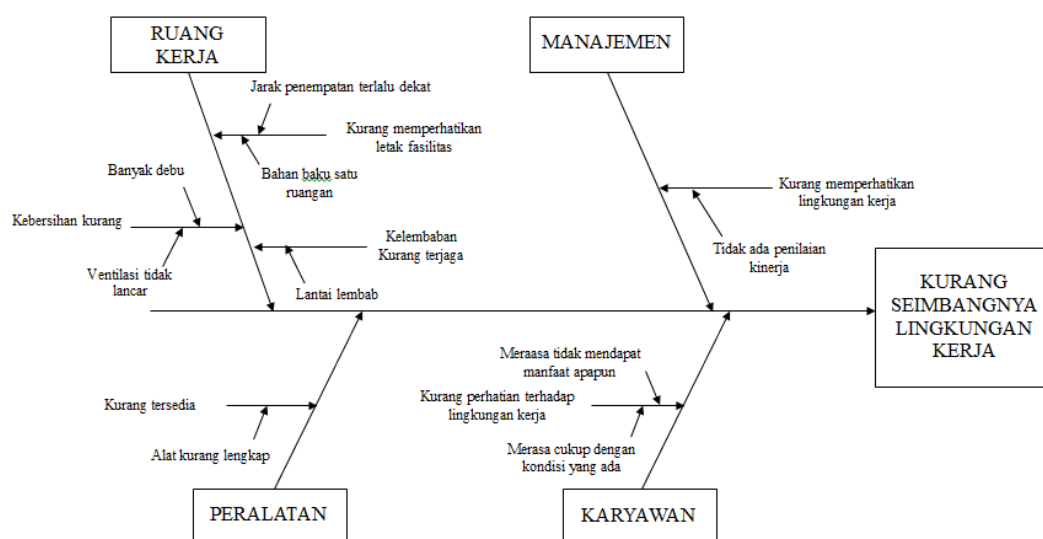 RUANG
KERJA
MANAJEMEN
Jarak penempatan terlalu dekat
Kurang memperhatikan
letak fasilitas
Banyak debu
Bahan baku satu
ruangan
Kurang memperhatikan
lingkungan kerja
Kebersihan kurang
Kelembaban
Kurang terjaga
Tidak ada penilaian
kinerja
Ventilasi tidak
lancar
Lantai lembab
KURANG
SEIMBANGNYA
LINGKUNGAN
KERJA
Meraasa tidak mendapat
manfaat apapun
Kurang tersedia
Kurang perhatian terhadap
lingkungan kerja
Alat kurang lengkap
Merasa cukup dengan
kondisi yang ada
PERALATAN
KARYAWAN